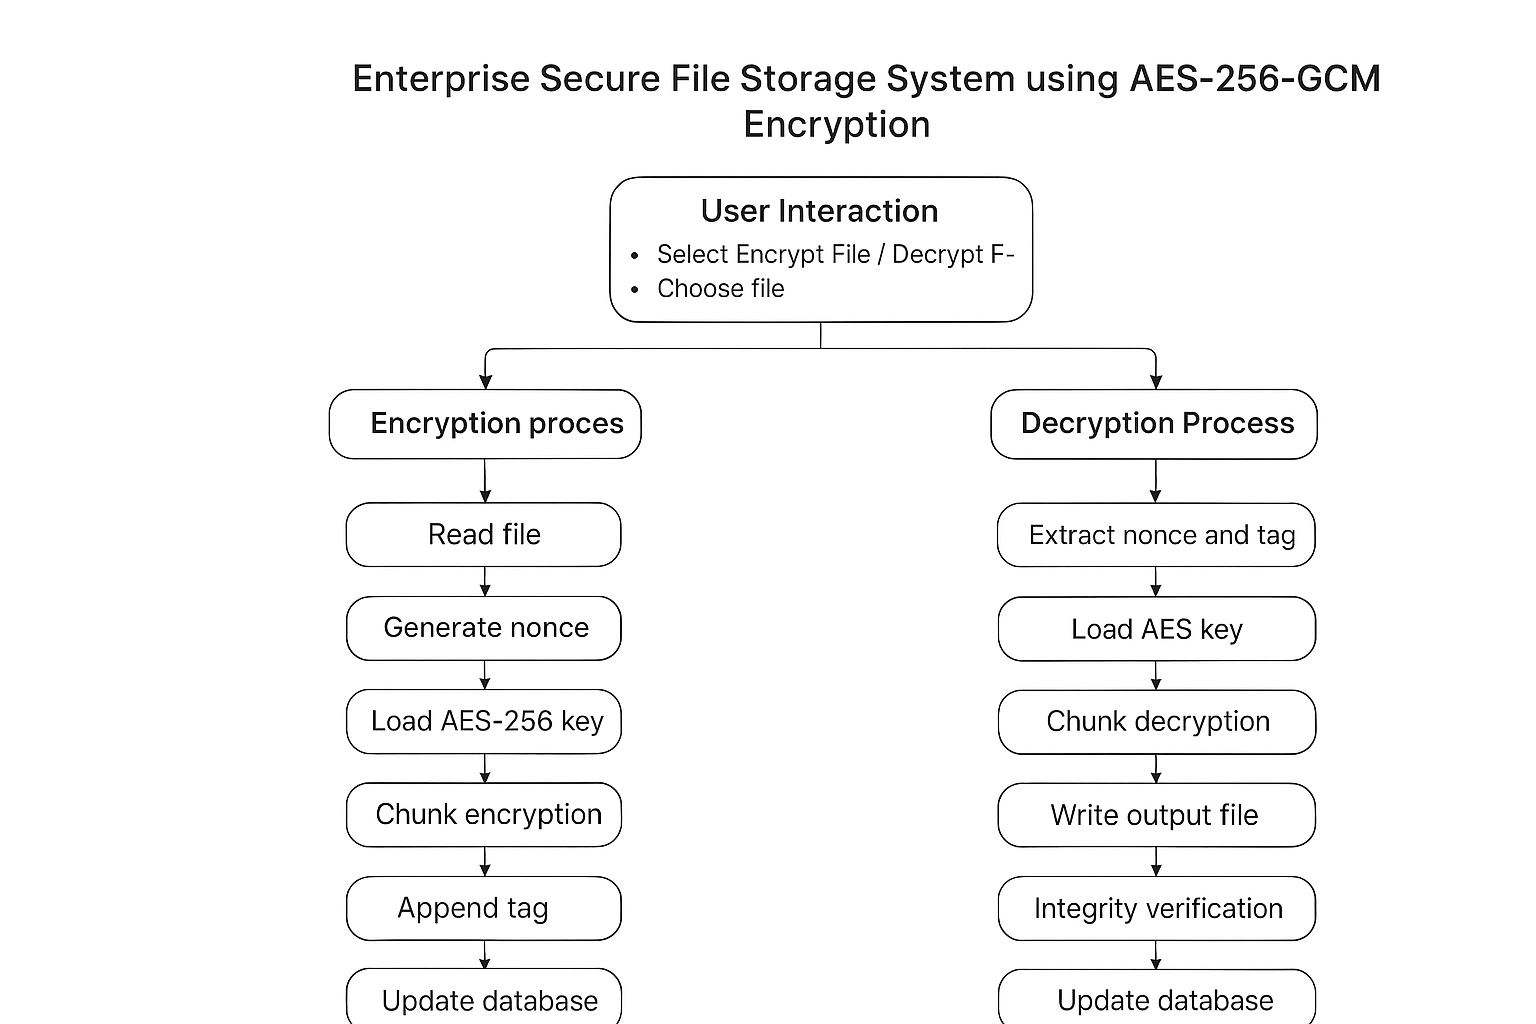 Enterprise Secure File Storage System using AES-256-GCM
Encryption
User Interaction
• Select Encrypt File / Decrypt F-
• Choose file
Encryption proces
Read file
Generate nonce
Load AES-256 key
Chunk encryption
Append tag
Update database
Decryption Process
Extract nonce and tag
Load AES key
Chunk decryption
Write output file
Integrity verification
Update database